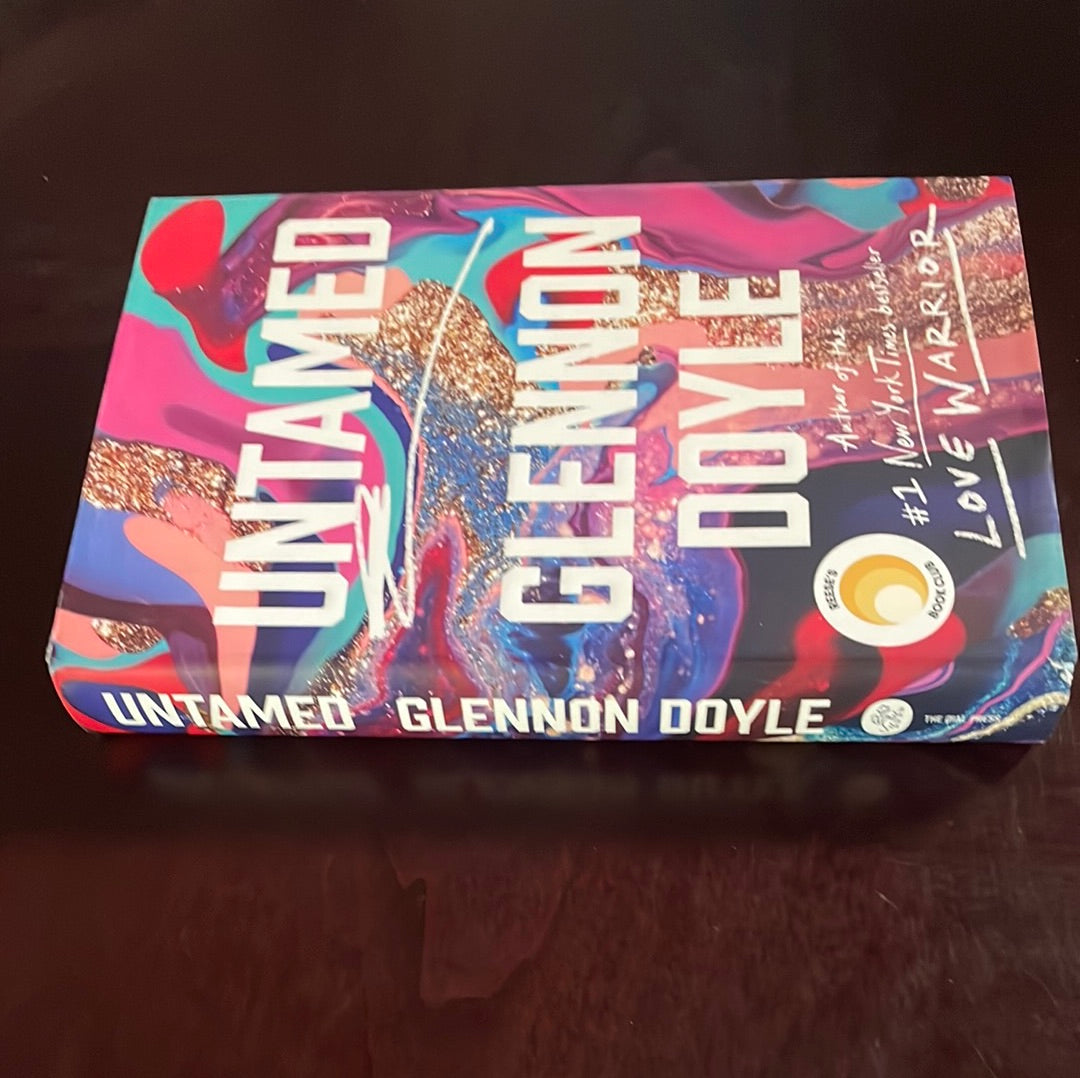 UNTAMED
BY
GLENNON
DOYLE
Author of the
#1 New York Times bestseller
LOVE WARRIOR
REESE'S
BOOK CLUB
UNTAMED GLENNON DOYLE
THE DIAL PRESS